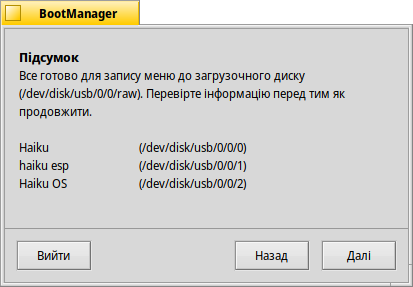 BootManager
Підсумок
Все готово для запису меню до загрузочного диску
(/dev/disk/usb/0/0/raw). Перевірте інформацію перед тим як
продовжити.
Haiku (/dev/disk/usb/0/0/0)
haiku esp (/dev/disk/usb/0/0/1)
Haiku OS (/dev/disk/usb/0/0/2)
Вийти Назад Далі